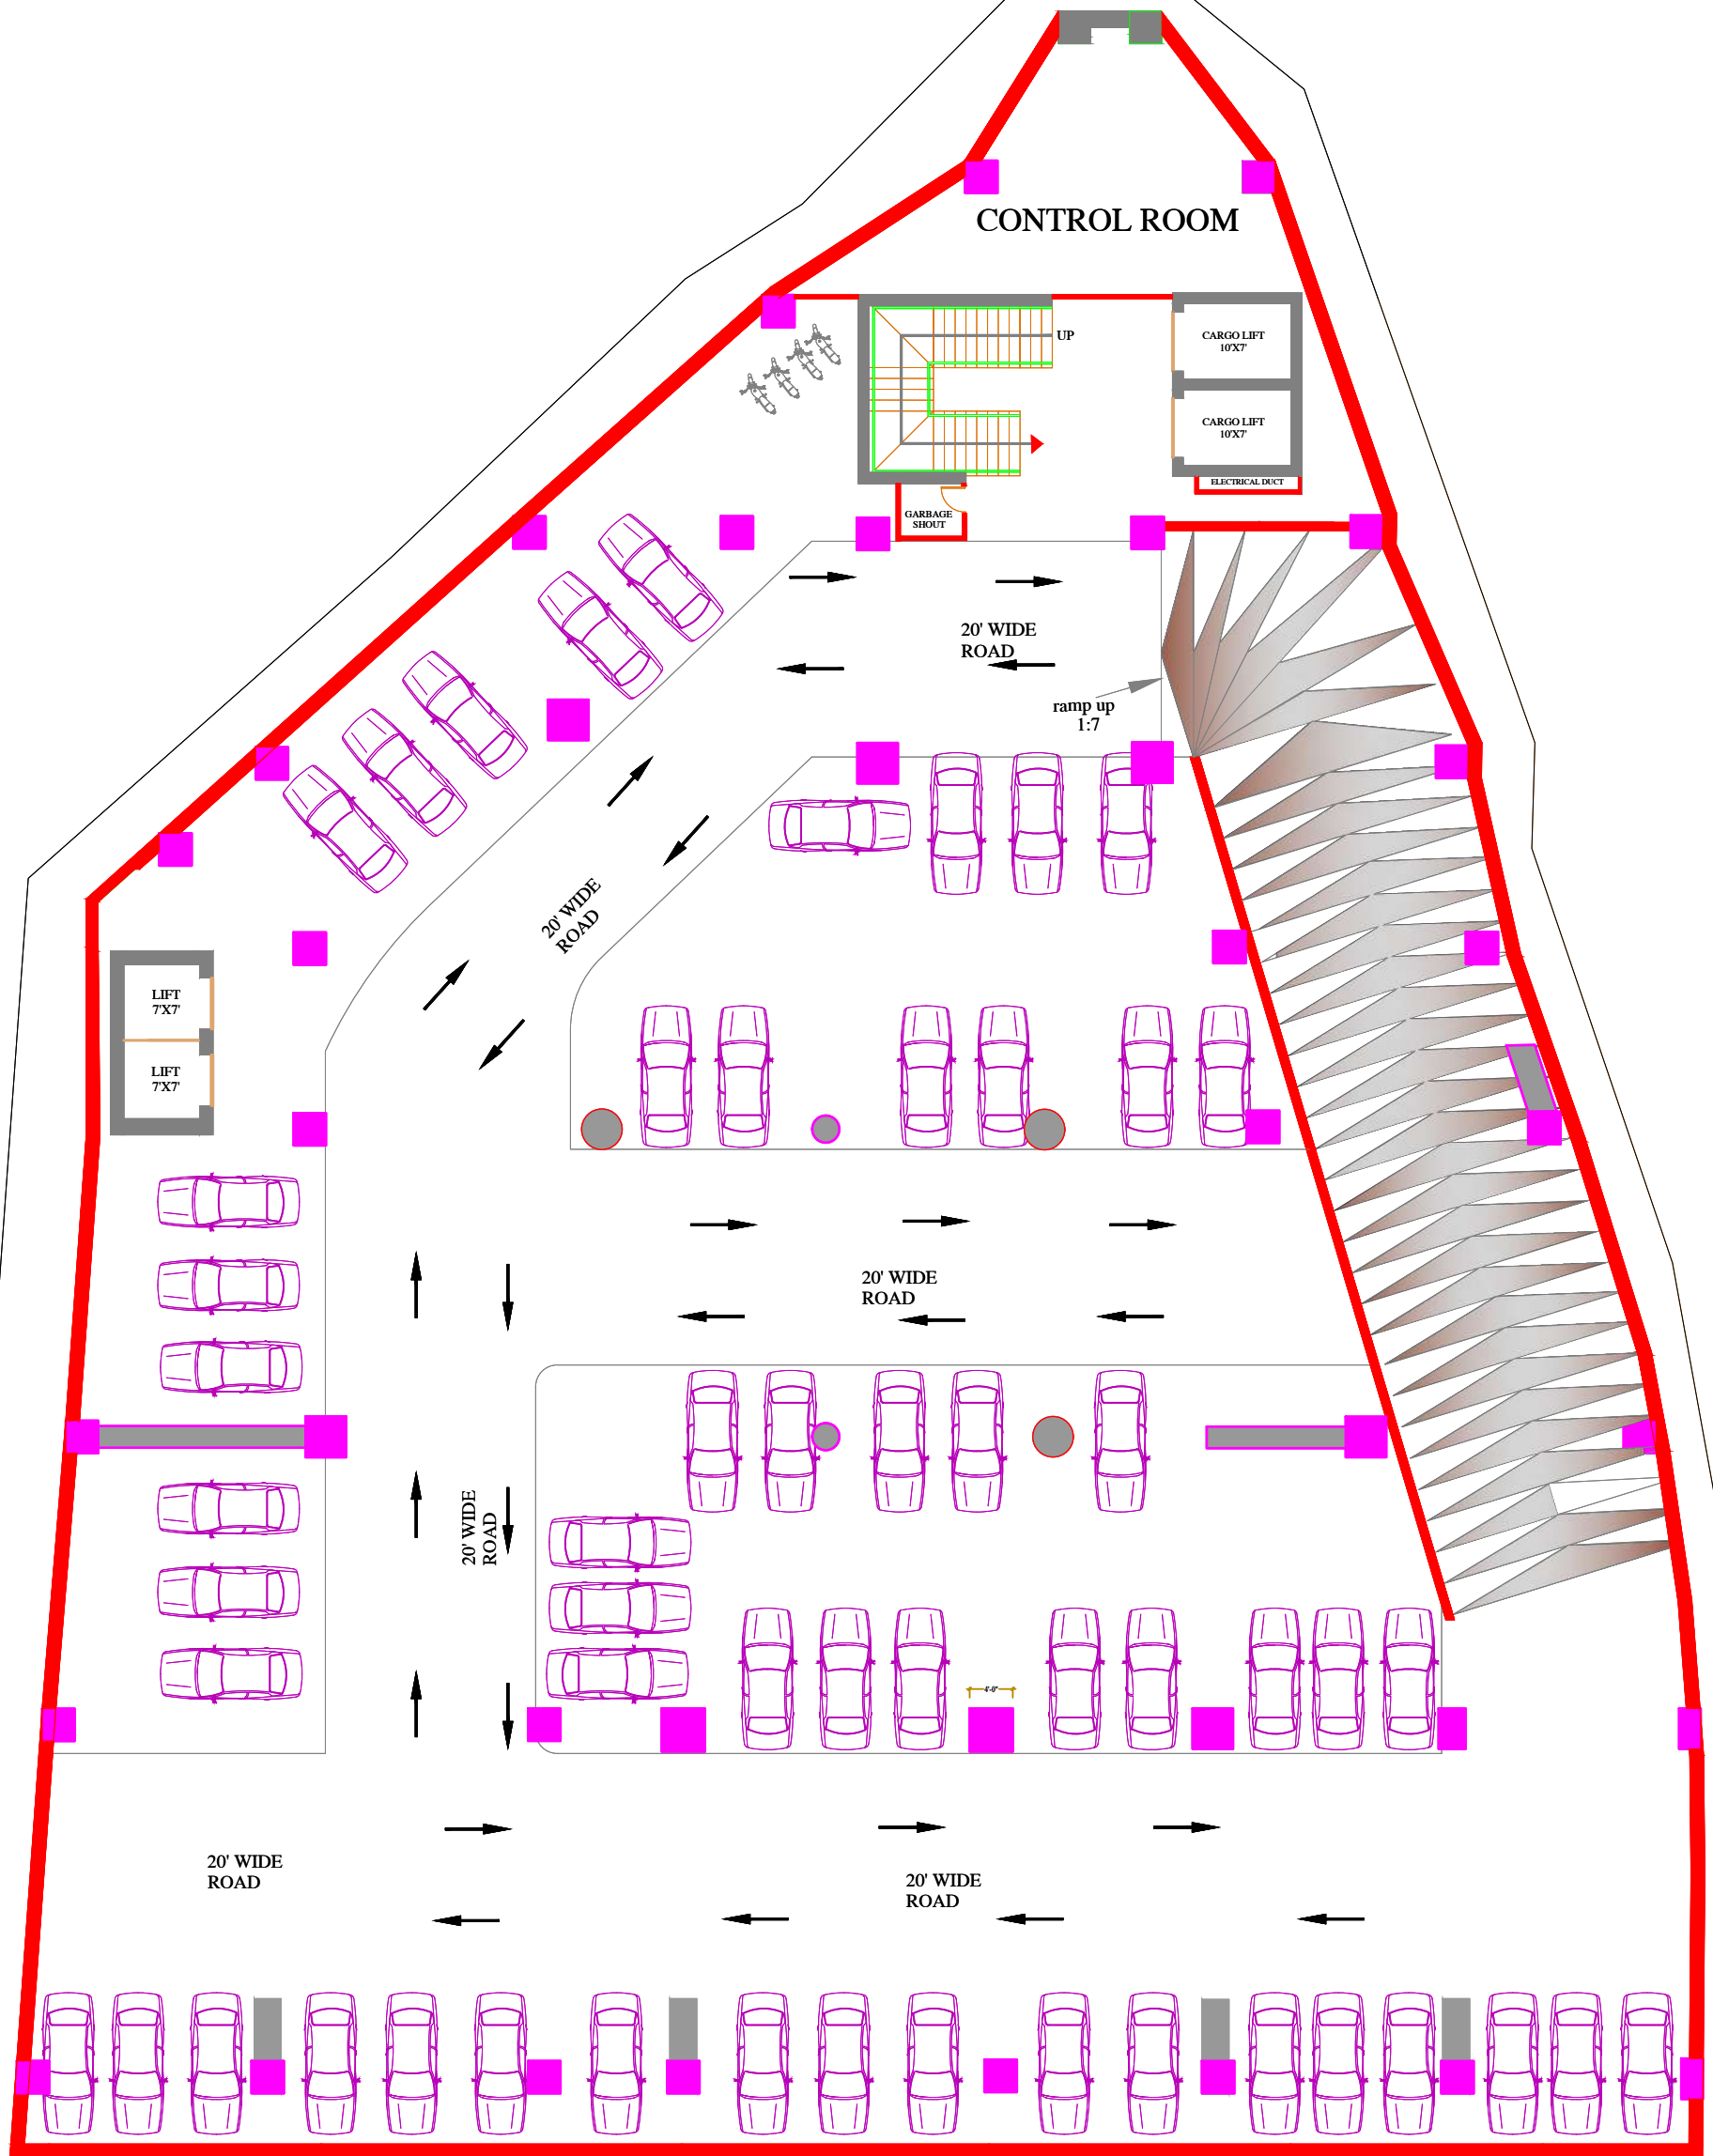 CONTROL ROOM
UP
CARGO LIFT
10'X7'
CARGO LIFT
10'X7'
ELECTRICAL DUCT
GARBAGE
SHOUT
20' WIDE
ROAD
ramp up
1:7
20' WIDE
ROAD
LIFT
7'X7'
LIFT
7'X7'
20' WIDE
ROAD
20' WIDE
ROAD
4'-0"
20' WIDE
ROAD
20' WIDE
ROAD